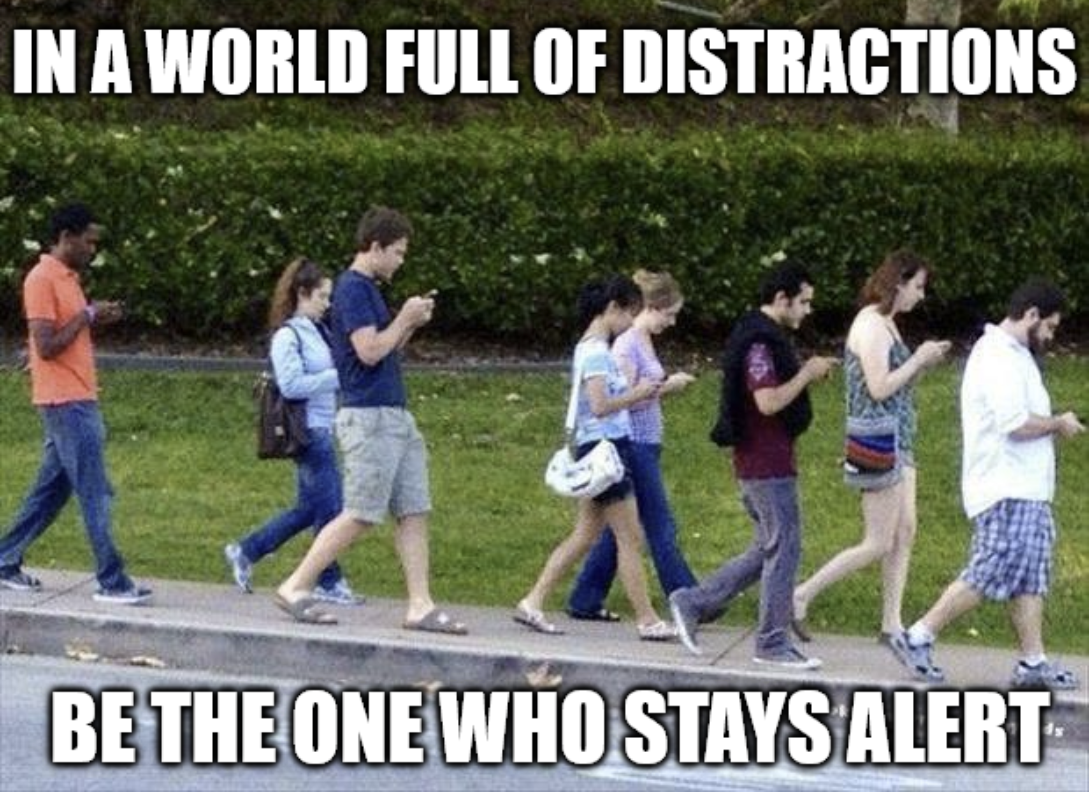 IN A WORLD FULL OF DISTRACTIONS
BE THE ONE WHO STAYS ALERT